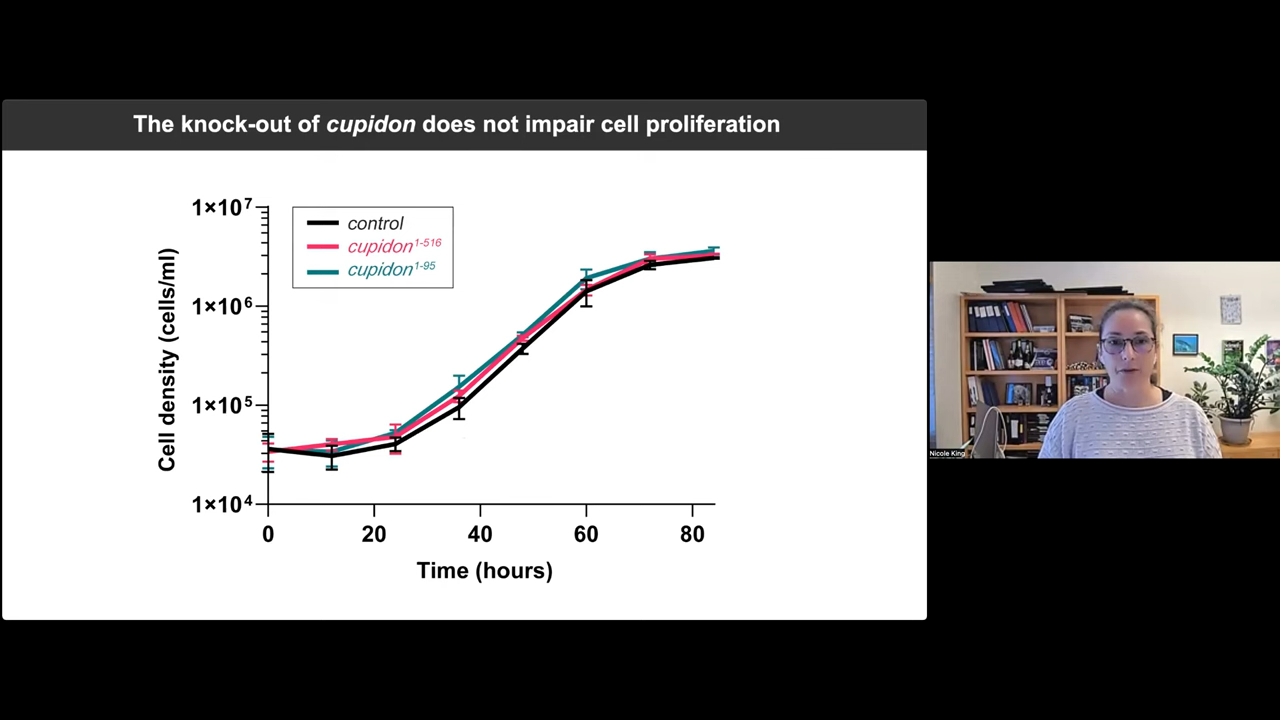 The knock-out of cupidon does not impair cell proliferation
1×10⁷
1×10⁶
1×10⁵
1×10⁴
Cell density (cells/ml)
control
cupidon¹⁻⁵¹⁶
cupidon¹⁻⁹⁵
0 20 40 60 80
Time (hours)
Nicole King